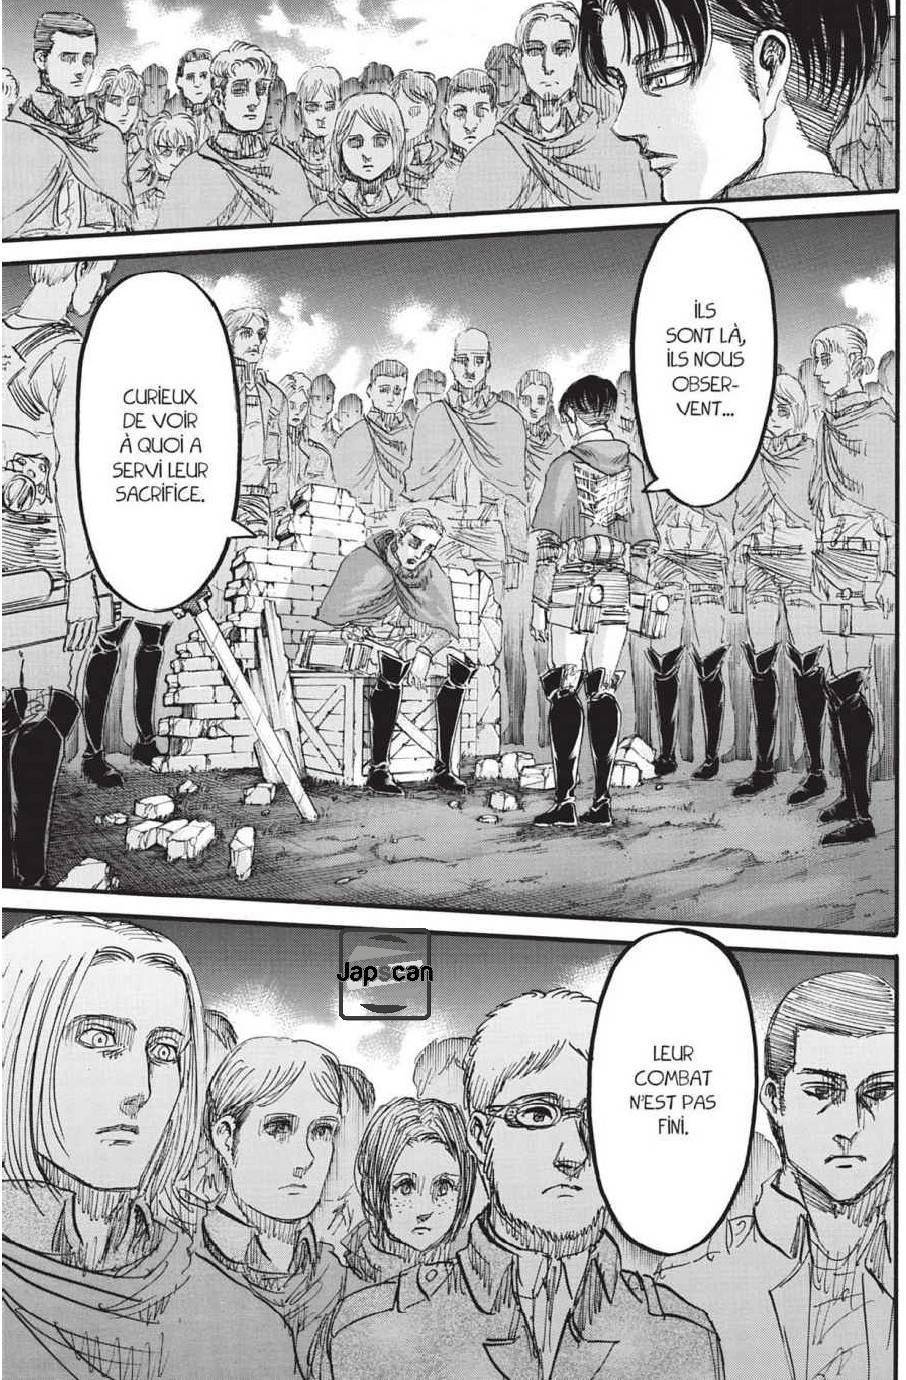 ILS
SONT LÀ,
ILS NOUS
OBSER-
VENT...
CURIEUX
DE VOIR
À QUOI A
SERVI LEUR
SACRIFICE.
Japscan
LEUR
COMBAT
N'EST PAS
FINI.